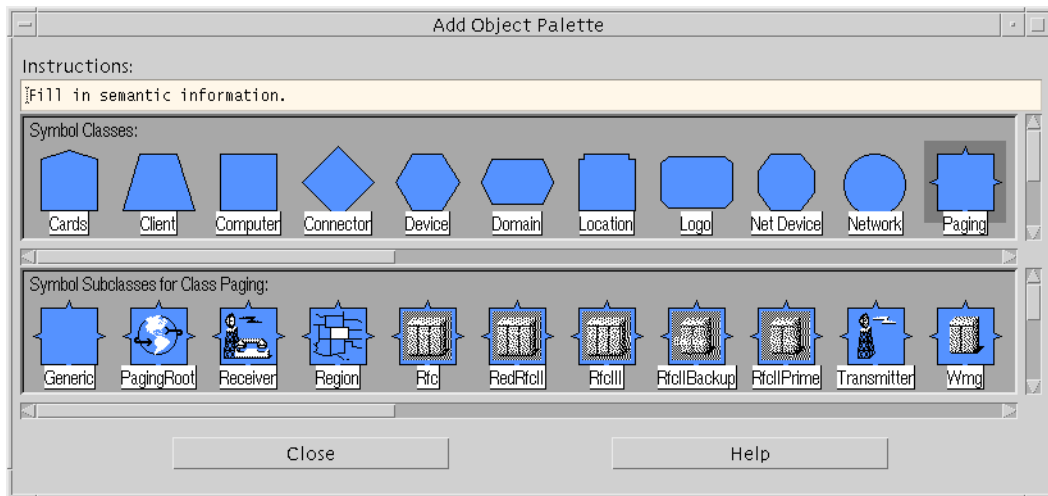 Add Object Palette
Instructions:
Fill in semantic information.
Symbol Classes:
Cards Client Computer Connector Device Domain Location Logo Net Device Network Paging
Symbol Subclasses for Class Paging:
Generic PagingRoot Receiver Region Rfc RedRfcII RfcIII RfcIIBackup RfcIIPrime Transmitter Wmg
Close Help